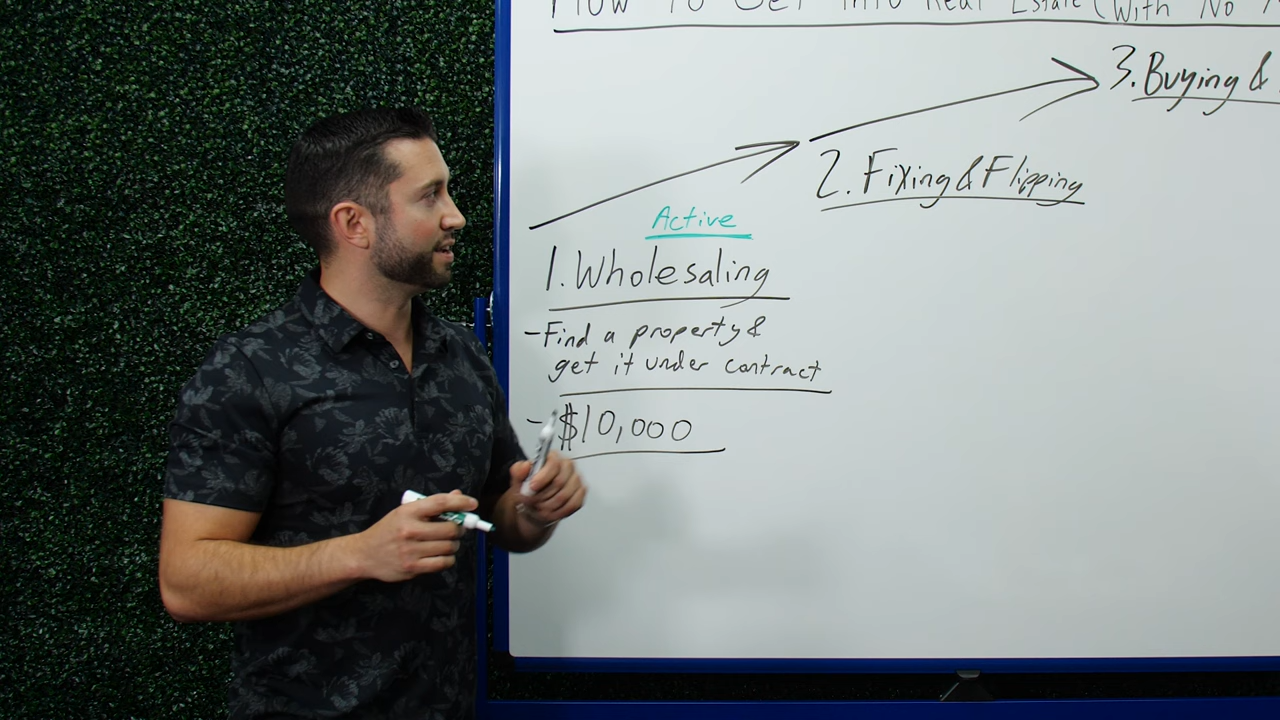 How To Get Into Real Estate (With No
3. Buying &
2. Fixing & Flipping
Active
1. Wholesaling
- Find a property &
get it under contract
- $10,000